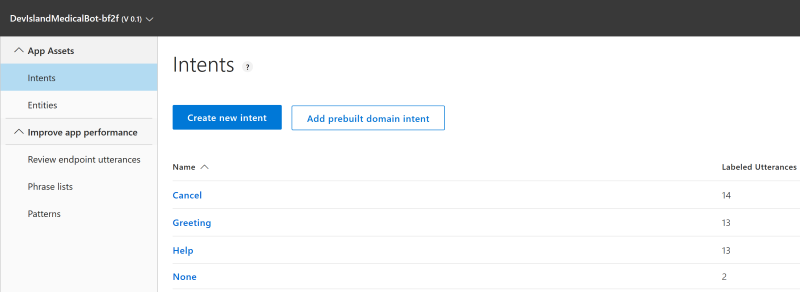 DevIslandMedicalBot-bf2f (V 0.1)
App Assets
Intents
Entities
Improve app performance
Review endpoint utterances
Phrase lists
Patterns
Intents ?
Create new intent
Add prebuilt domain intent
Name Labeled Utterances
Cancel 14
Greeting 13
Help 13
None 2